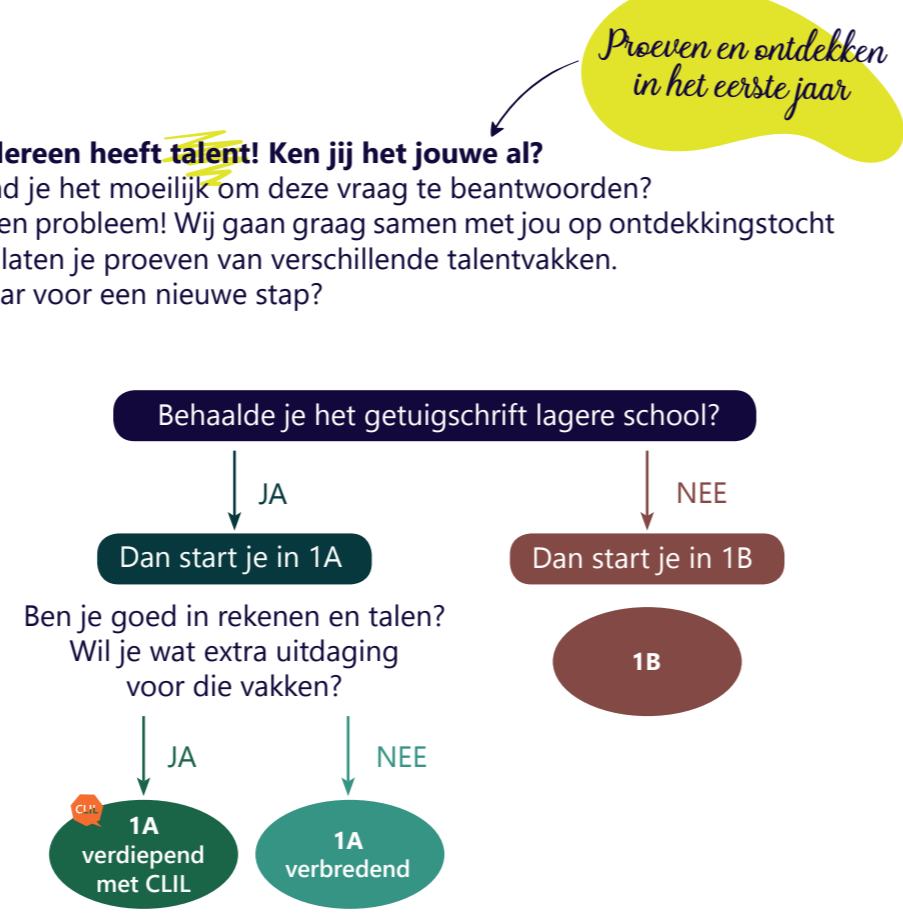 Proeven en ontdekken
in het eerste jaar
dereen heeft talent! Ken jij het jouwe al?
nd je het moeilijk om deze vraag te beantwoorden?
en probleem! Wij gaan graag samen met jou op ontdekkingstocht
laten je proeven van verschillende talentvakken.
ar voor een nieuwe stap?
Behaalde je het getuigschrift lagere school?
JA
NEE
Dan start je in 1A
Dan start je in 1B
Ben je goed in rekenen en talen?
Wil je wat extra uitdaging
voor die vakken?
1B
JA
NEE
CLIL
1A
verdiepend
met CLIL
1A
verbredend